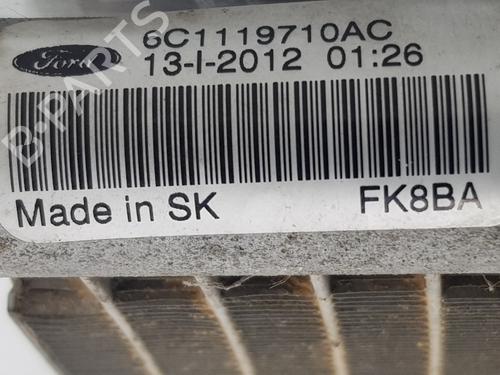 Ford
6C1119710AC
13-I-2012 01:26
Made in SK
FK8BA
B-PARTS